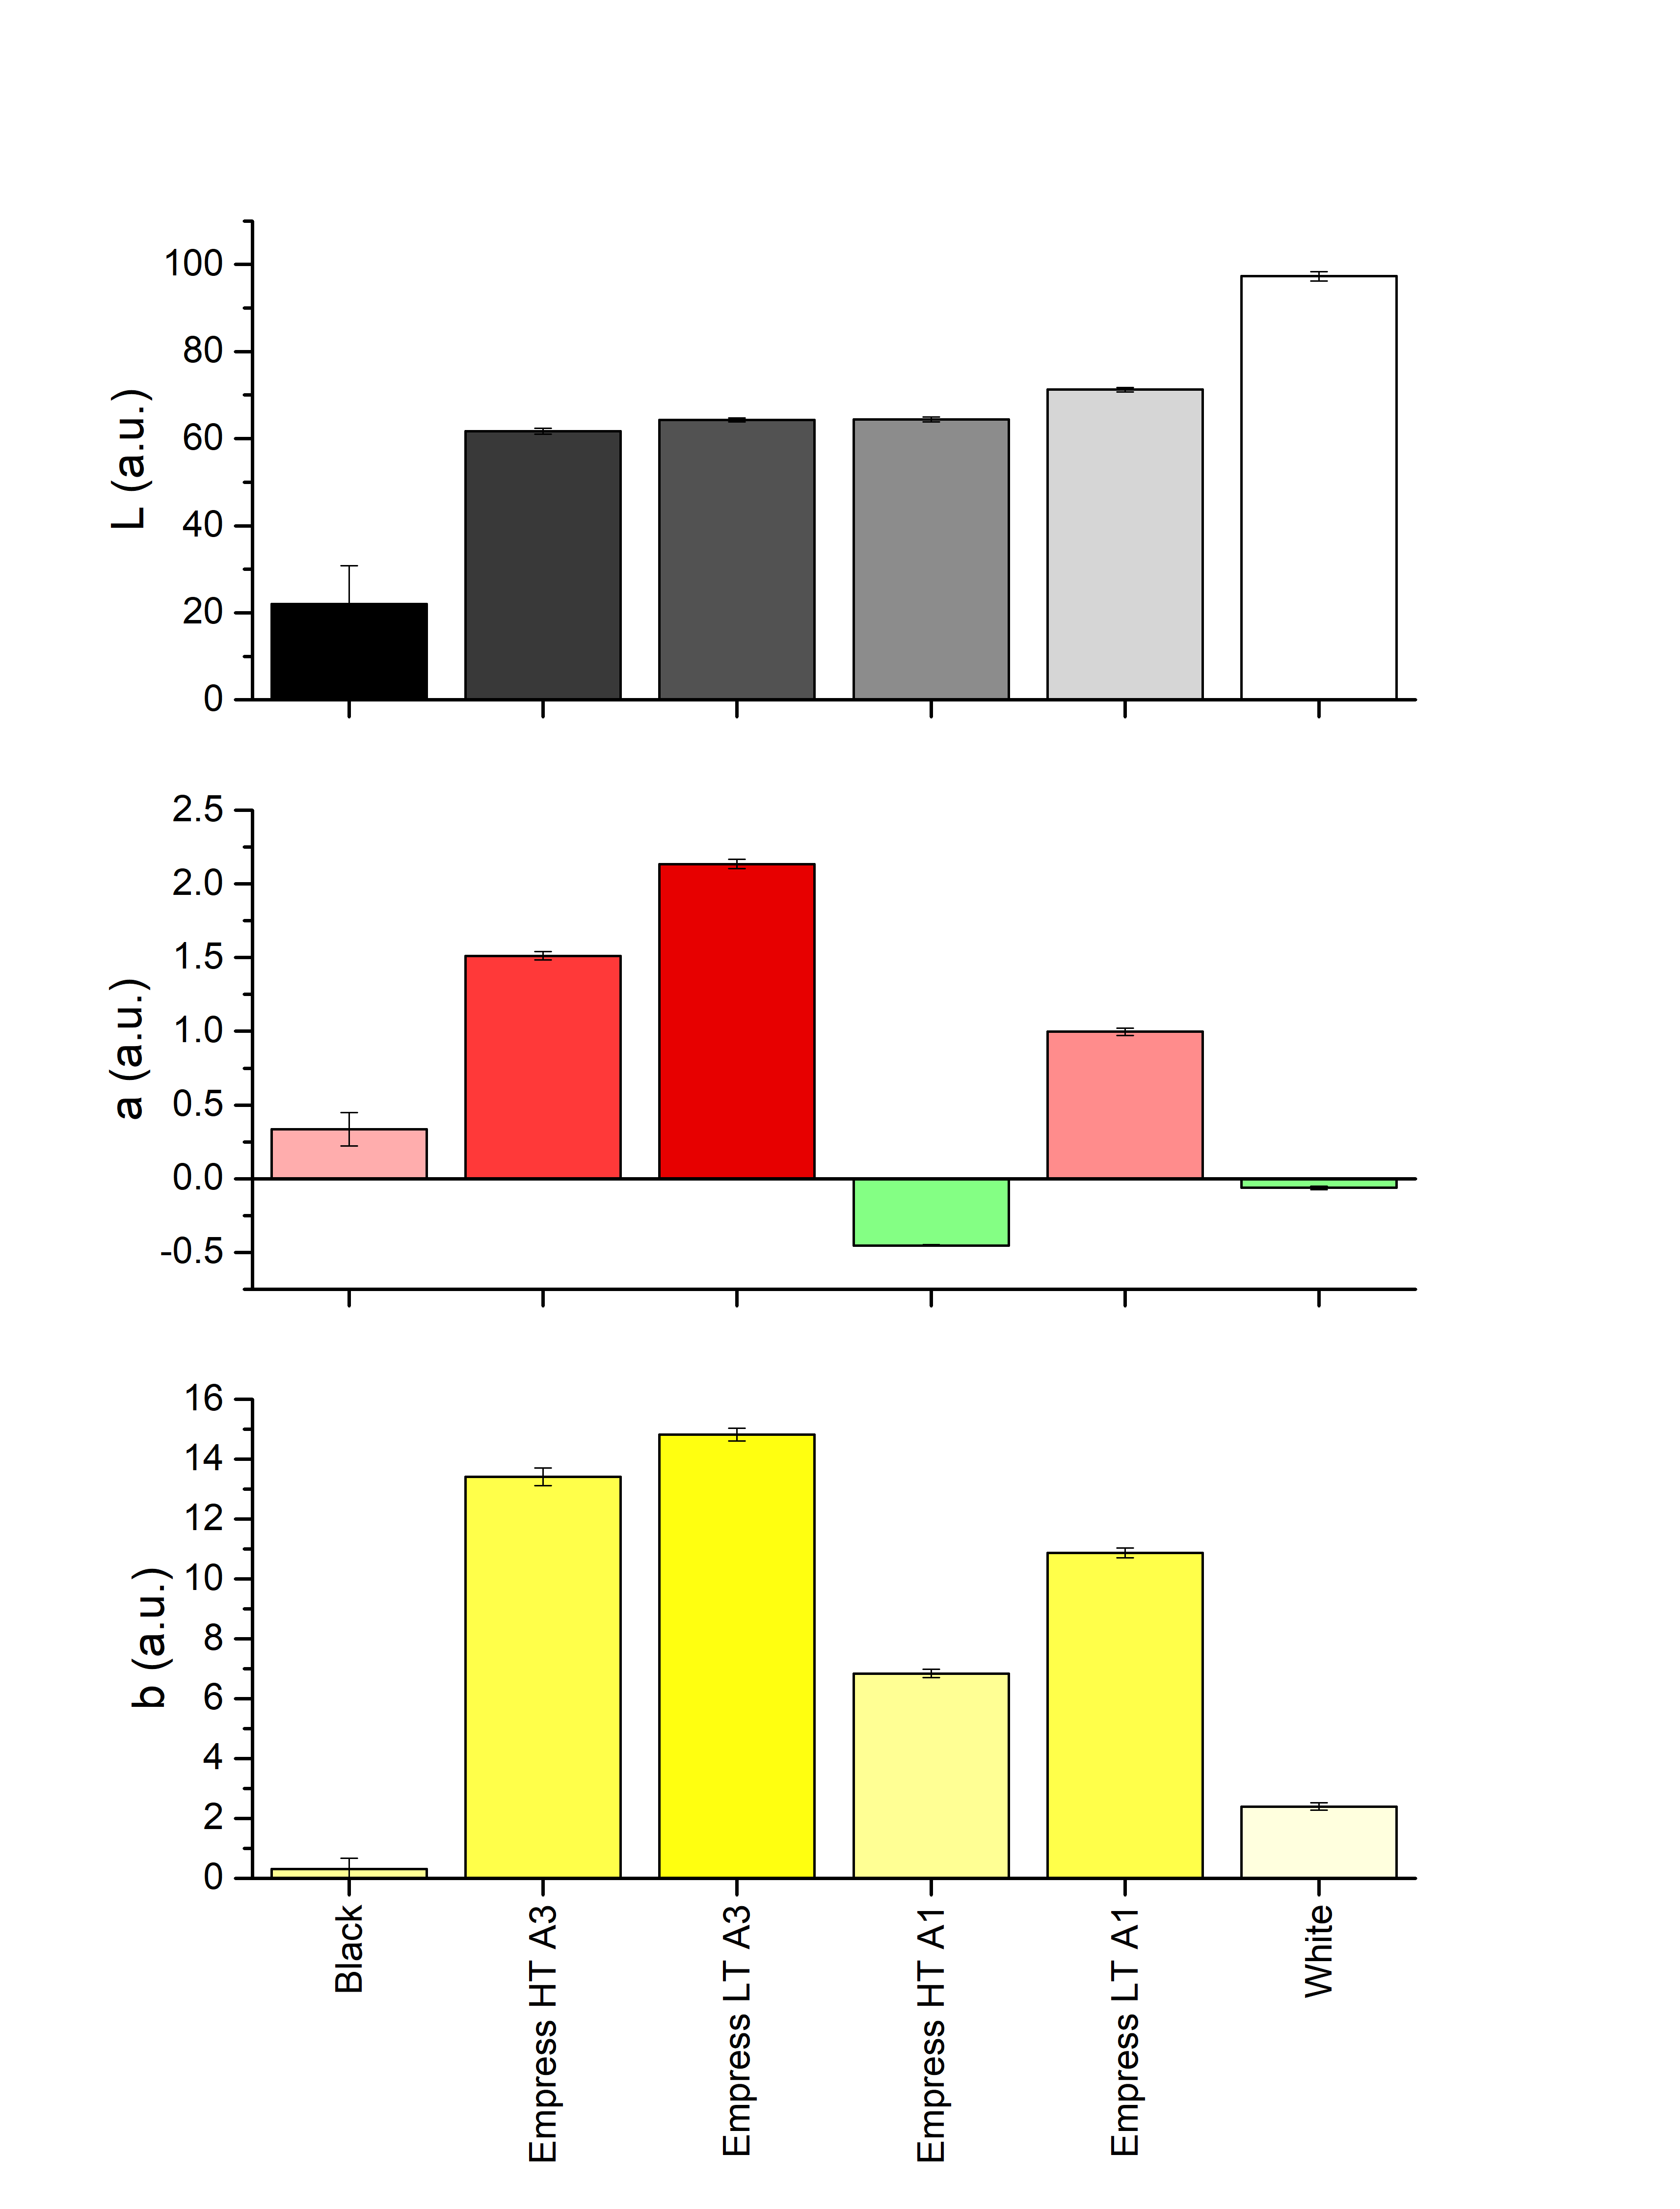 100
80
60
40
20
0
L (a.u.)
2.5
2.0
1.5
1.0
0.5
0.0
-0.5
a (a.u.)
16
14
12
10
8
6
4
2
0
b (a.u.)
Black
Empress HT A3
Empress LT A3
Empress HT A1
Empress LT A1
White